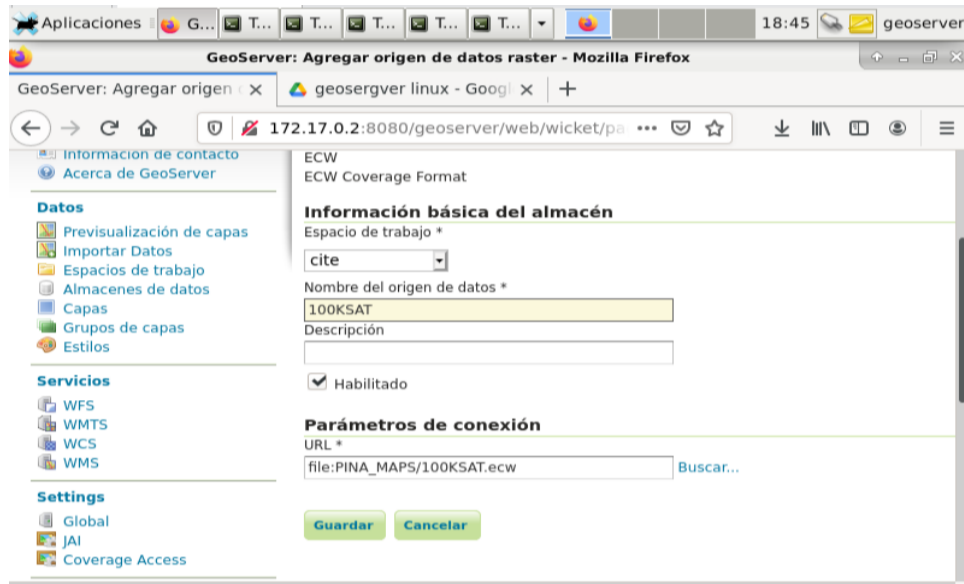 Aplicaciones G... T... T... T... T... T... 18:45 geoserver
GeoServer: Agregar origen de datos raster - Mozilla Firefox
GeoServer: Agregar origen geosergver linux - Googl
172.17.0.2:8080/geoserver/web/wicket/pa
Información de contacto
Acerca de GeoServer
Datos
Previsualización de capas
Importar Datos
Espacios de trabajo
Almacenes de datos
Capas
Grupos de capas
Estilos
Servicios
WFS
WMTS
WCS
WMS
Settings
Global
JAI
Coverage Access
ECW
ECW Coverage Format
Información básica del almacén
Espacio de trabajo *
cite
Nombre del origen de datos *
100KSAT
Descripción
Habilitado
Parámetros de conexión
URL *
file:PINA_MAPS/100KSAT.ecw Buscar...
Guardar Cancelar